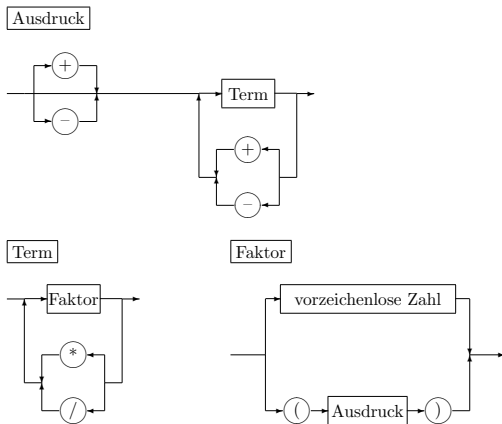 Ausdruck
+
− Term
+
−
Term Faktor
Faktor vorzeichenlose Zahl
*
/ ( Ausdruck )